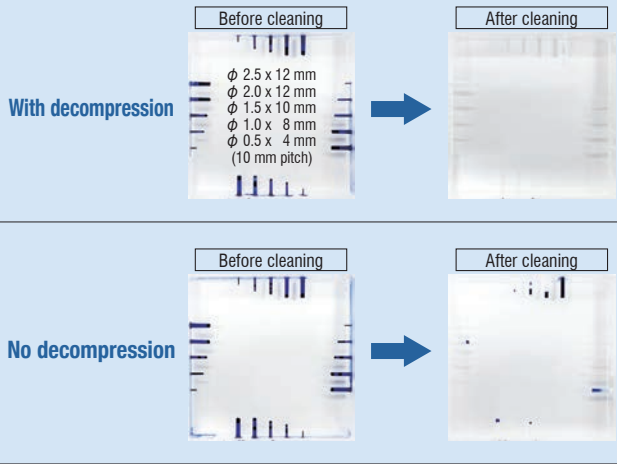 Before cleaning
After cleaning
With decompression
φ 2.5 x 12 mm
φ 2.0 x 12 mm
φ 1.5 x 10 mm
φ 1.0 x 8 mm
φ 0.5 x 4 mm
(10 mm pitch)
Before cleaning
After cleaning
No decompression